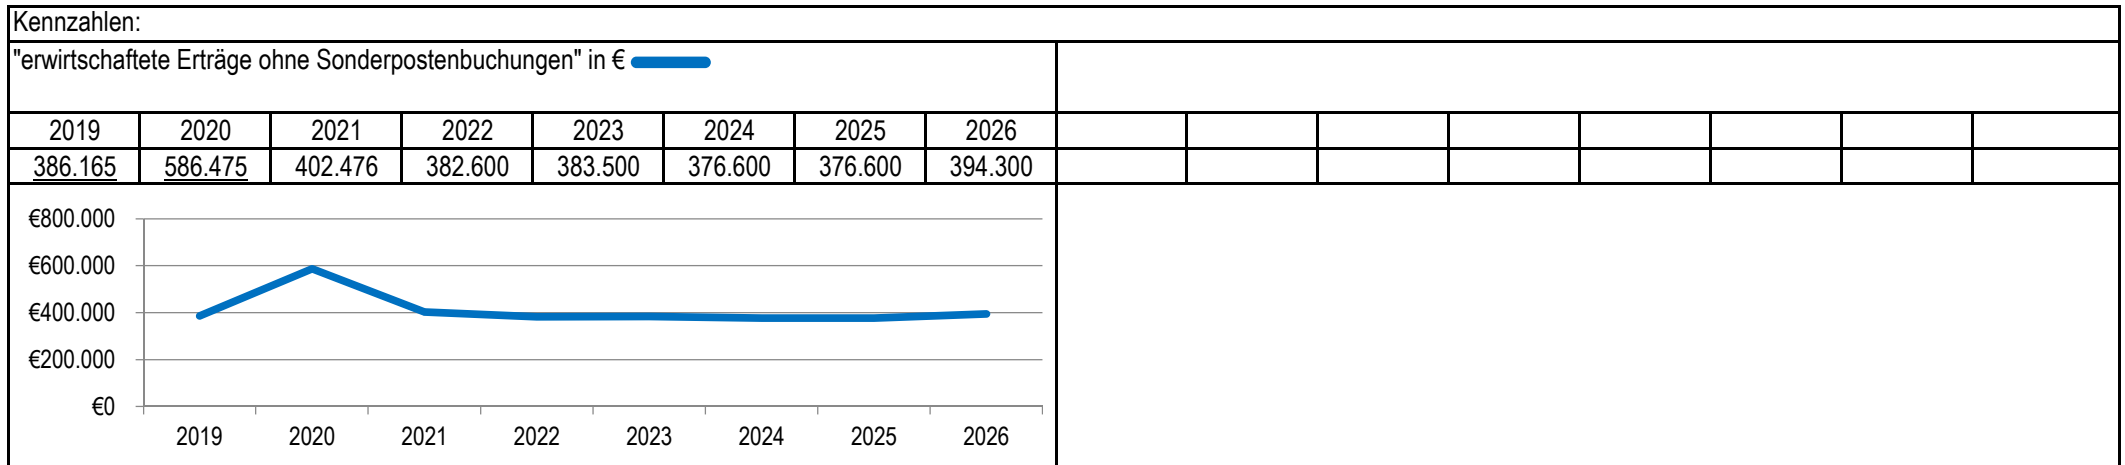 Kennzahlen:
"erwirtschaftete Erträge ohne Sonderpostenbuchungen" in €
2019 2020 2021 2022 2023 2024 2025 2026
386.165 586.475 402.476 382.600 383.500 376.600 376.600 394.300
€800.000
€600.000
€400.000
€200.000
€0
2019 2020 2021 2022 2023 2024 2025 2026